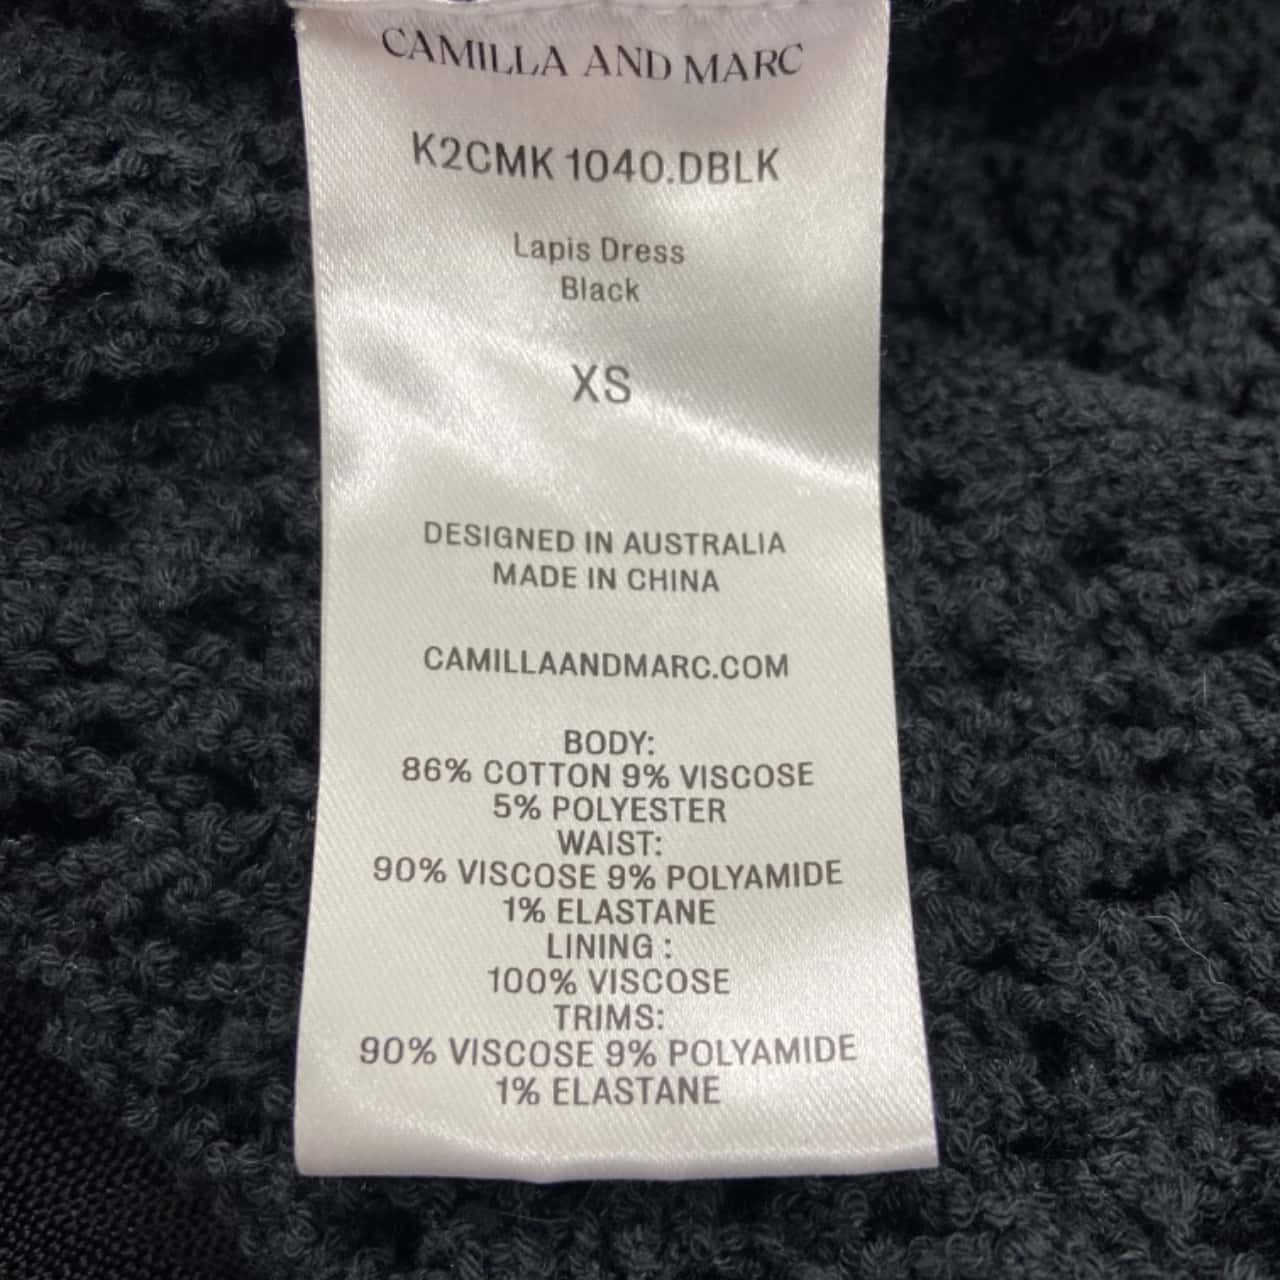 CAMILLA AND MARC
K2CMK 1040.DBLK
Lapis Dress
Black
XS
DESIGNED IN AUSTRALIA
MADE IN CHINA
CAMILLAANDMARC.COM
BODY:
86% COTTON 9% VISCOSE
5% POLYESTER
WAIST:
90% VISCOSE 9% POLYAMIDE
1% ELASTANE
LINING :
100% VISCOSE
TRIMS:
90% VISCOSE 9% POLYAMIDE
1% ELASTANE